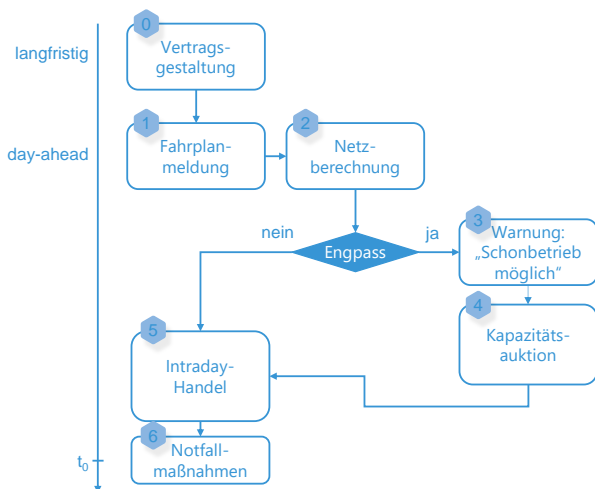 0
langfristig
Vertrags-
gestaltung
1
2
day-ahead
Fahrplan-
meldung
Netz-
berechnung
nein
ja
Engpass
3
Warnung:
„Schonbetrieb
möglich“
4
Kapazitäts-
auktion
5
Intraday-
Handel
6
Notfall-
maßnahmen
t₀